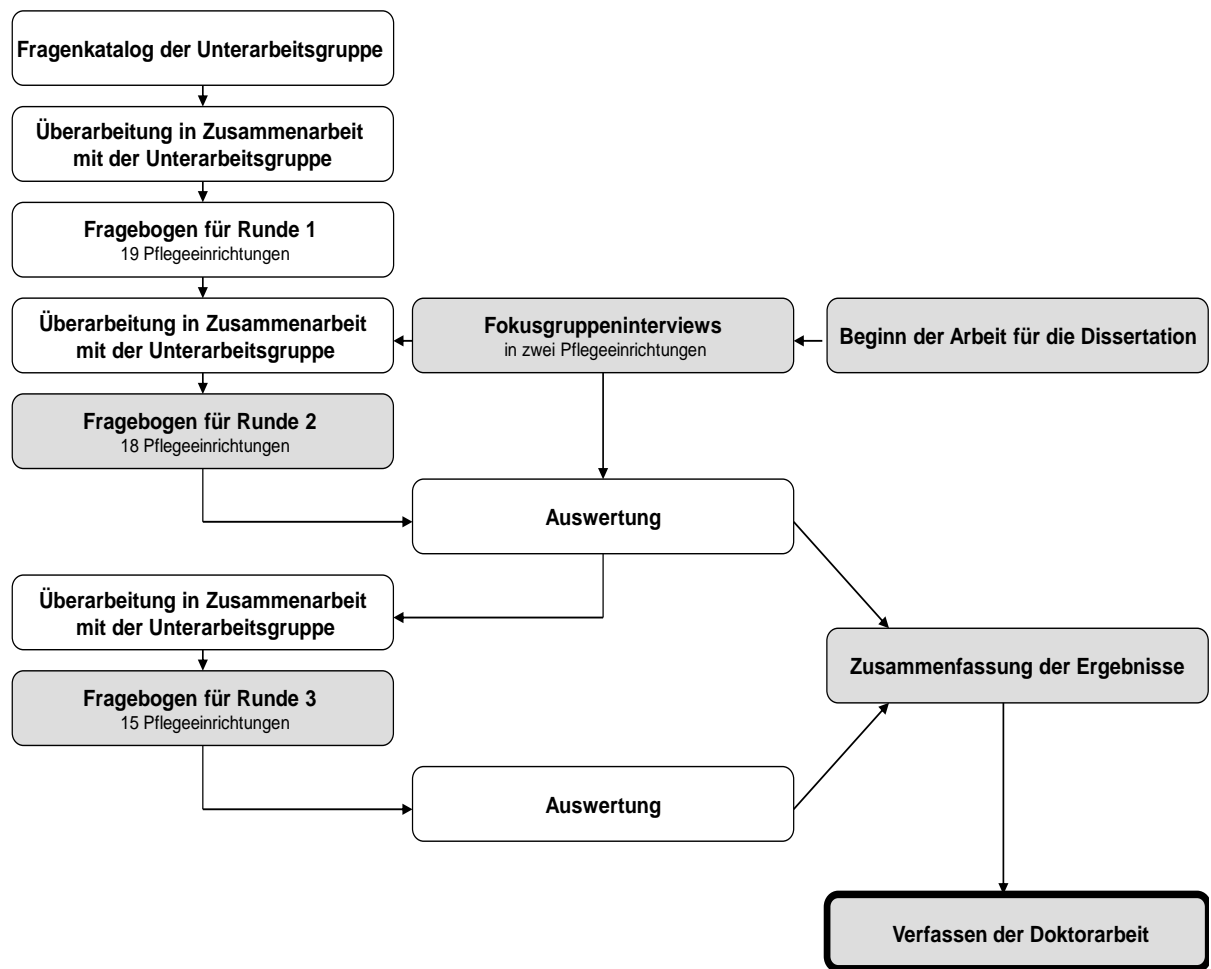 Fragenkatalog der Unterarbeitsgruppe
Überarbeitung in Zusammenarbeit
mit der Unterarbeitsgruppe
Fragebogen für Runde 1
19 Pflegeeinrichtungen
Überarbeitung in Zusammenarbeit
mit der Unterarbeitsgruppe
Fokusgruppeninterviews
in zwei Pflegeeinrichtungen
Beginn der Arbeit für die Dissertation
Fragebogen für Runde 2
18 Pflegeeinrichtungen
Auswertung
Überarbeitung in Zusammenarbeit
mit der Unterarbeitsgruppe
Zusammenfassung der Ergebnisse
Fragebogen für Runde 3
15 Pflegeeinrichtungen
Auswertung
Verfassen der Doktorarbeit